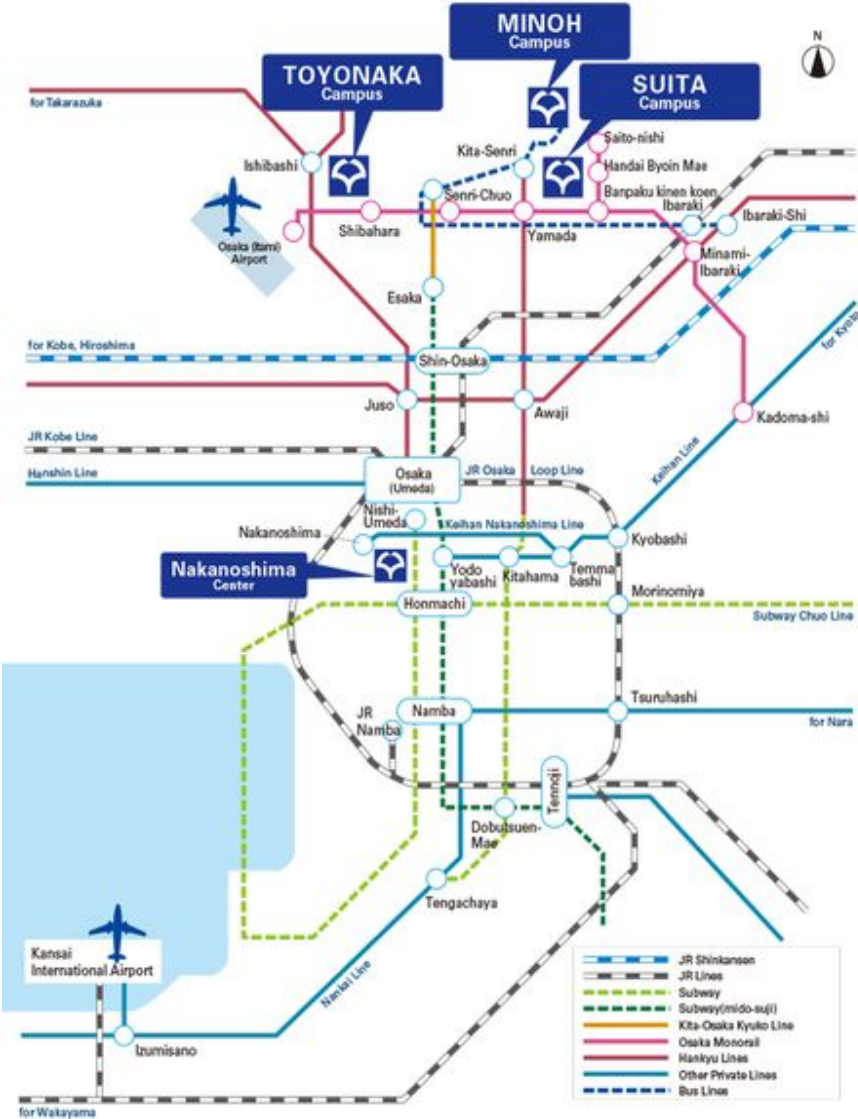 MINOH
Campus
N
TOYONAKA
Campus
SUITA
Campus
for Takarazuka
Ishibashi
Kita-Senri
Saito-nishi
Handai Byoin Mae
Senri-Chuo
Banpaku kinen koen
Ibaraki
Ibaraki-Shi
Osaka (Itami)
Airport
Shibahara
Yamada
Minami-
Ibaraki
Esaka
for Kobe, Hiroshima
Shin-Osaka
for Kyoto
Juso
Awaji
Kadoma-shi
JR Kobe Line
Hanshin Line
Osaka
(Umeda)
JR Osaka Loop Line
Keihan Line
Nishi-
Umeda
Nakanoshima
Keihan Nakanoshima Line
Kyobashi
Nakanoshima
Center
Yodo
yabashi
Kitahama
Temma
bashi
Honmachi
Morinomiya
Subway Chuo Line
JR
Namba
Namba
Tsuruhashi
for Nara
Tennoji
Dobutsuen-
Mae
Tengachaya
Kansai
International Airport
Nankai Line
Izumisano
for Wakayama
JR Shinkansen
JR Lines
Subway
Subway(mido-suji)
Kita-Osaka Kyuko Line
Osaka Monorail
Hankyu Lines
Other Private Lines
Bus Lines